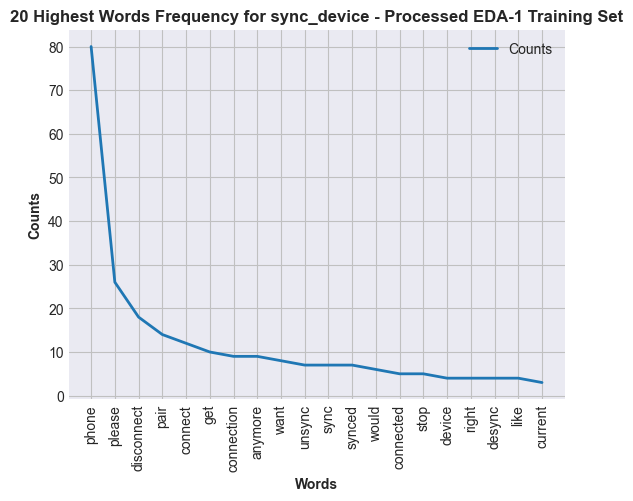 20 Highest Words Frequency for sync_device - Processed EDA-1 Training Set
Counts
80
70
60
50
40
30
20
10
0
Counts
phone
please
disconnect
pair
connect
get
connection
anymore
want
unsync
sync
synced
would
connected
stop
device
right
desync
like
current
Words